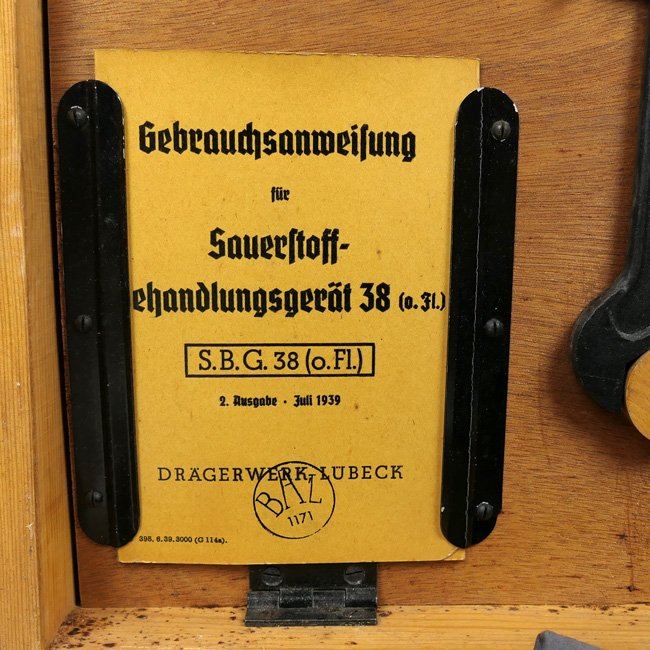 Gebrauchsanweisung
für
Sauerstoff-
ehandlungsgerät 38 (o. Fl.)
S.B.G. 38 (o. Fl.)
2. Ausgabe · Juli 1939
DRÄGERWERK, LÜBECK
BAL
1171
398. 6. 39. 3000 (G 114a).